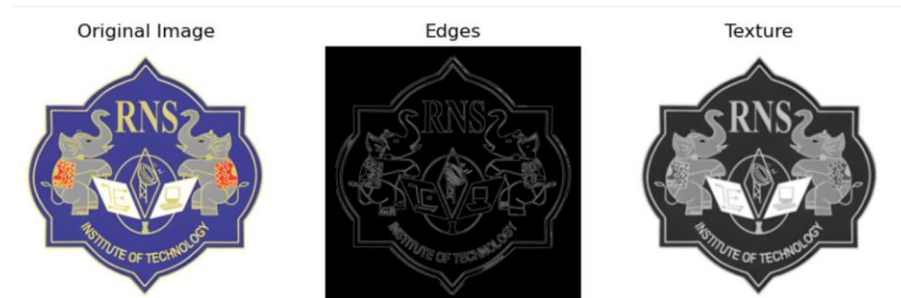 Original Image
Edges
Texture
RNS
INSTITUTE OF TECHNOLOGY
RNS
INSTITUTE OF TECHNOLOGY
RNS
INSTITUTE OF TECHNOLOGY